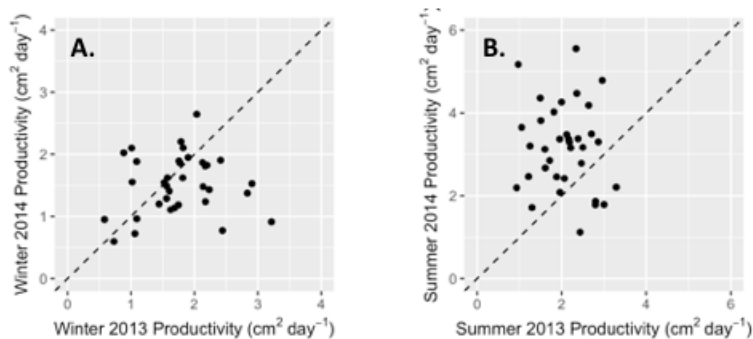 A.
Winter 2014 Productivity (cm² day⁻¹)
4
3
2
1
0
0 1 2 3 4
Winter 2013 Productivity (cm² day⁻¹)
B.
Summer 2014 Productivity (cm² day⁻¹)
6
4
2
0
0 2 4 6
Summer 2013 Productivity (cm² day⁻¹)